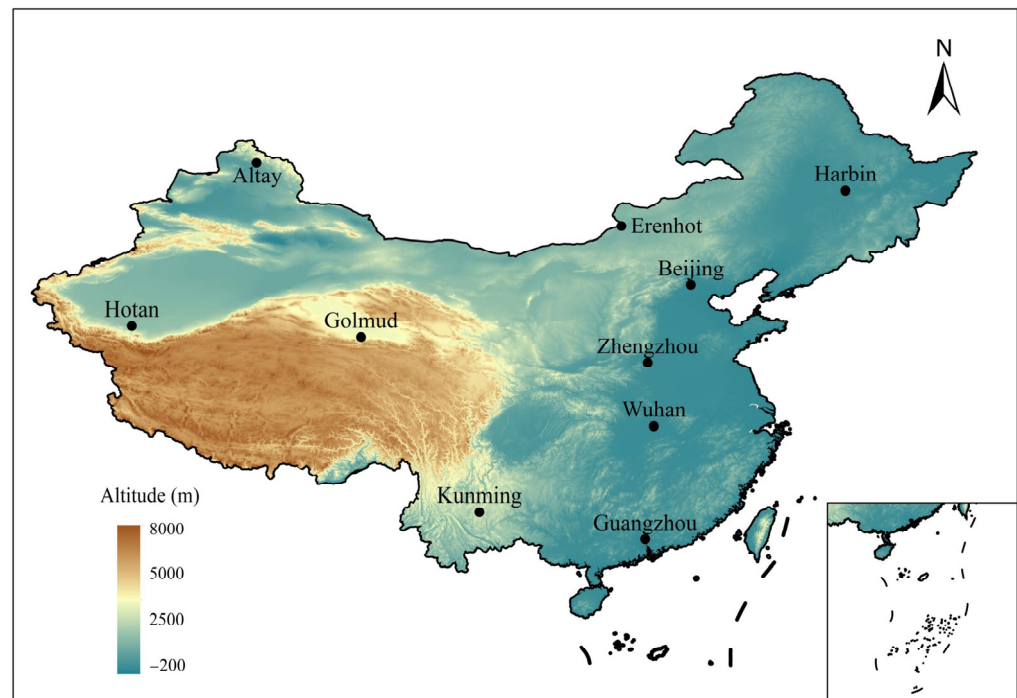 N
Altay
Harbin
Erenhot
Beijing
Hotan
Golmud
Zhengzhou
Wuhan
Kunming
Guangzhou
Altitude (m)
8000
5000
2500
−200